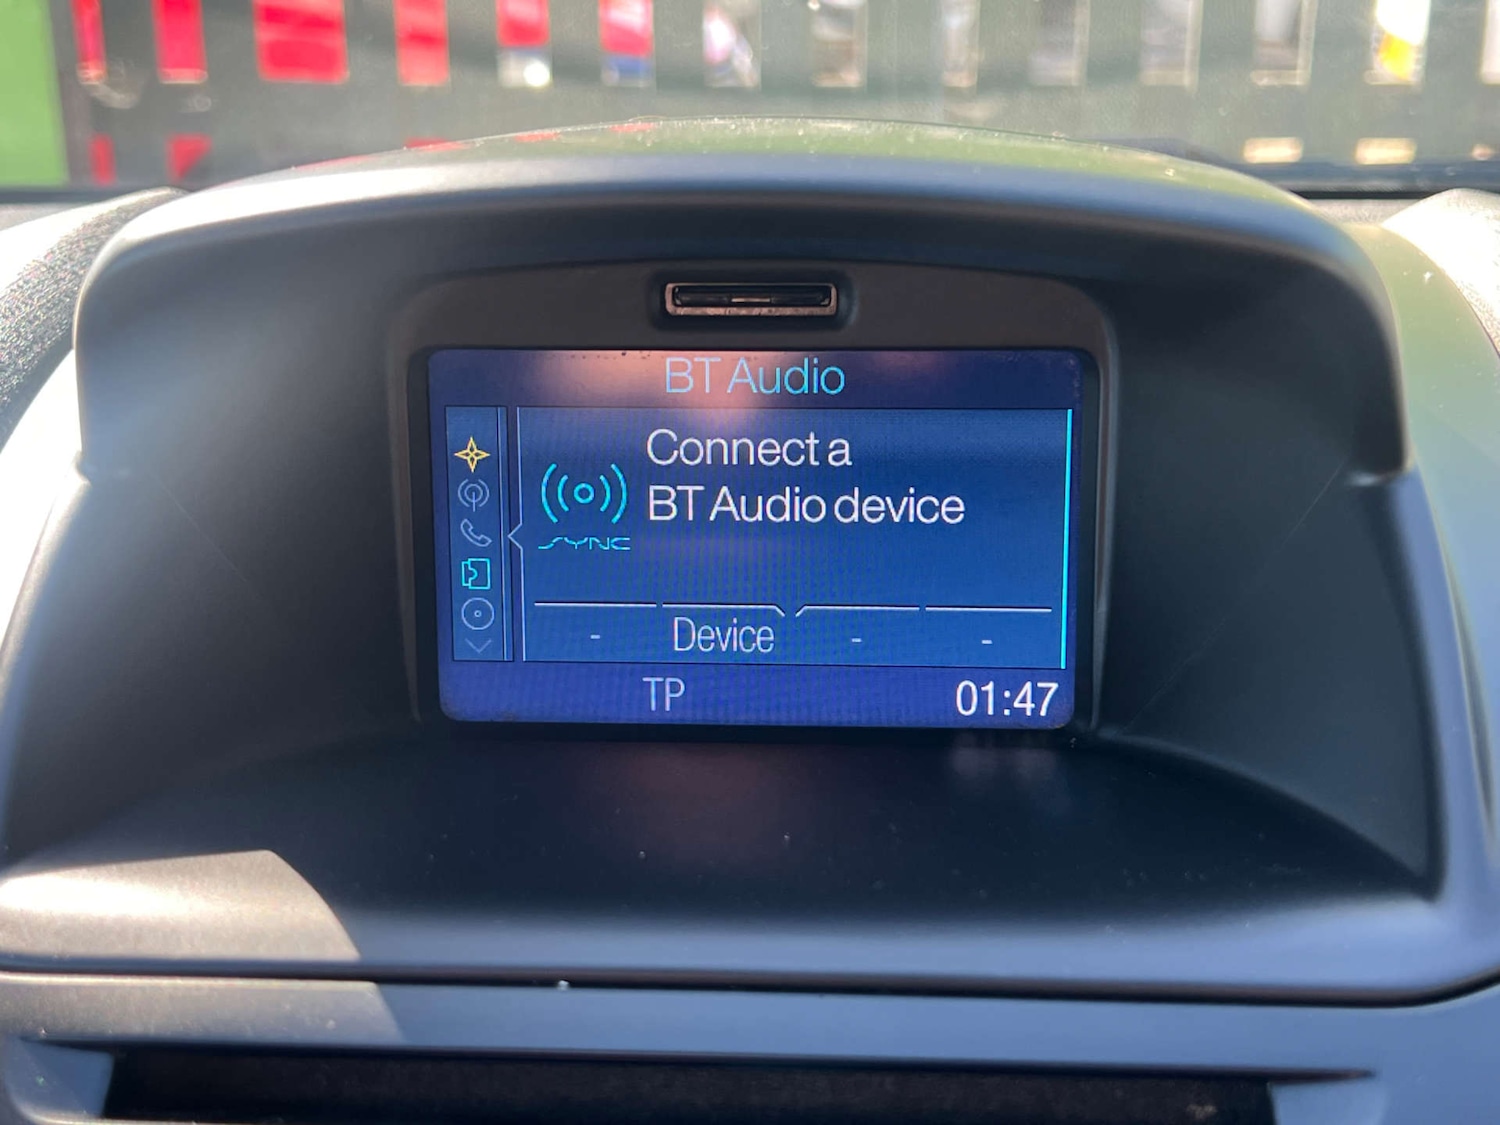 BT Audio
Connect a
BT Audio device
SYNC
- Device - -
TP 01:47